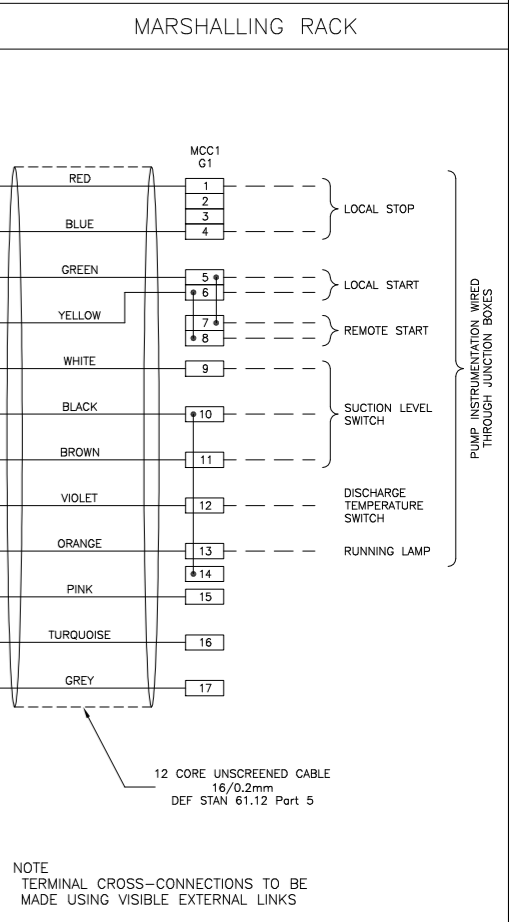 MARSHALLING RACK
MCC1
G1
RED
1
2
3
BLUE
4
LOCAL STOP
GREEN
5
6
LOCAL START
YELLOW
7
8
REMOTE START
WHITE
9
BLACK
10
SUCTION LEVEL
SWITCH
BROWN
11
VIOLET
12
DISCHARGE
TEMPERATURE
SWITCH
ORANGE
13
RUNNING LAMP
14
PINK
15
TURQUOISE
16
GREY
17
PUMP INSTRUMENTATION WIRED
THROUGH JUNCTION BOXES
12 CORE UNSCREENED CABLE
16/0.2mm
DEF STAN 61.12 Part 5
NOTE
TERMINAL CROSS-CONNECTIONS TO BE
MADE USING VISIBLE EXTERNAL LINKS